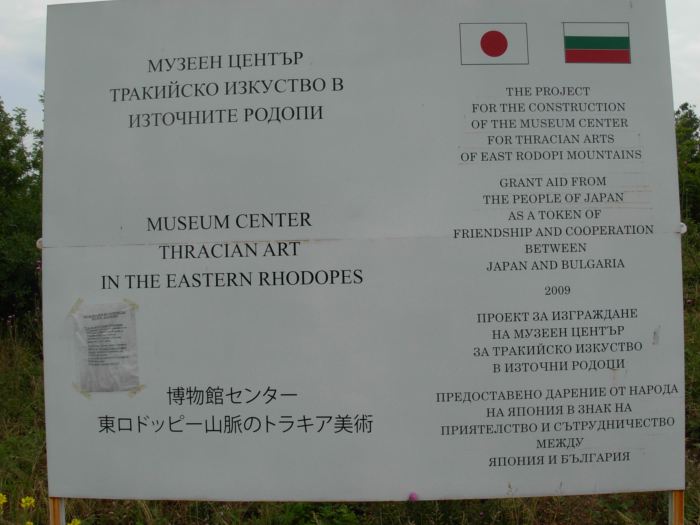 МУЗЕЕН ЦЕНТЪР
ТРАКИЙСКО ИЗКУСТВО В
ИЗТОЧНИТЕ РОДОПИ
MUSEUM CENTER
THRACIAN ART
IN THE EASTERN RHODOPES
博物館センター
東ロドッピー山脈のトラキア美術
THE PROJECT
FOR THE CONSTRUCTION
OF THE MUSEUM CENTER
FOR THRACIAN ARTS
OF EAST RODOPI MOUNTAINS
GRANT AID FROM
THE PEOPLE OF JAPAN
AS A TOKEN OF
FRIENDSHIP AND COOPERATION
BETWEEN
JAPAN AND BULGARIA
2009
ПРОЕКТ ЗА ИЗГРАЖДАНЕ
НА МУЗЕЕН ЦЕНТЪР
ЗА ТРАКИЙСКО ИЗКУСТВО
В ИЗТОЧНИ РОДОПИ
ПРЕДОСТАВЕНО ДАРЕНИЕ ОТ НАРОДА
НА ЯПОНИЯ В ЗНАК НА
ПРИЯТЕЛСТВО И СЪТРУДНИЧЕСТВО
МЕЖДУ
ЯПОНИЯ И БЪЛГАРИЯ